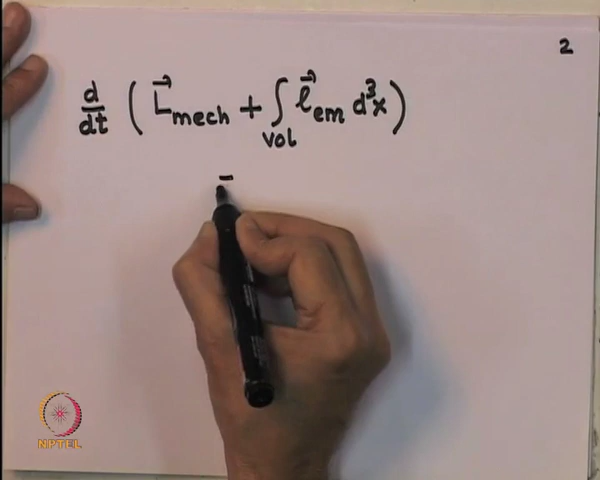 2
d/dt ( L⃗mech + ∫vol ℓ⃗em d³x )
-
NPTEL